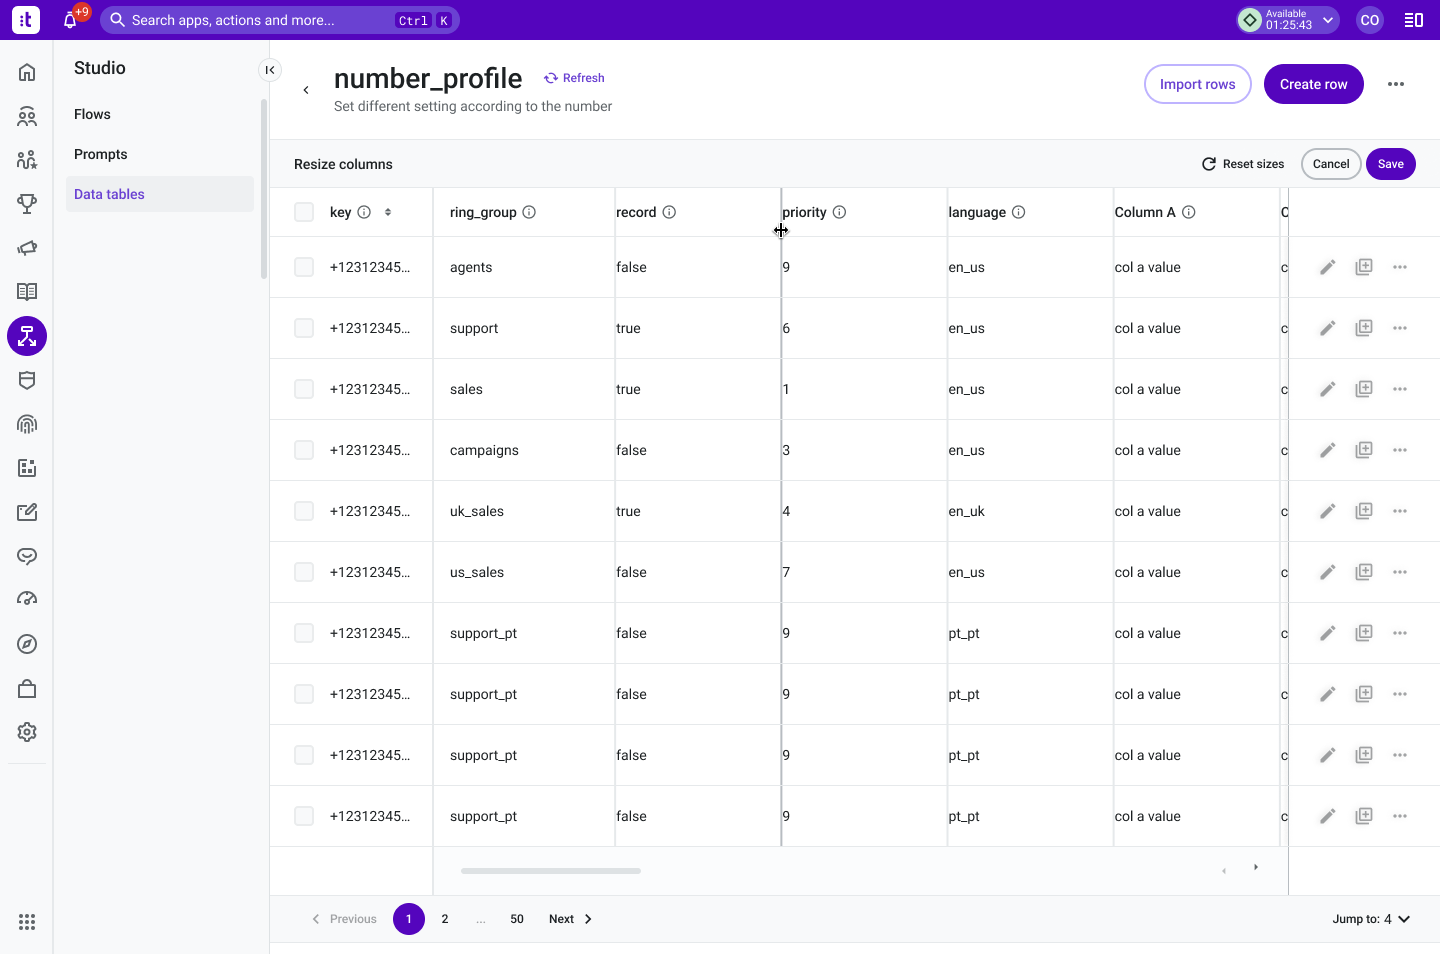 :t
+9
Search apps, actions and more...
Ctrl K
Available
01:25:43
CO
Studio
Flows
Prompts
Data tables
number_profile
Refresh
Set different setting according to the number
Import rows
Create row
Resize columns
Reset sizes
Cancel
Save
key ring_group record priority language Column A C
+12312345... agents false 9 en_us col a value c
+12312345... support true 6 en_us col a value c
+12312345... sales true 1 en_us col a value c
+12312345... campaigns false 3 en_us col a value c
+12312345... uk_sales true 4 en_uk col a value c
+12312345... us_sales false 7 en_us col a value c
+12312345... support_pt false 9 pt_pt col a value c
+12312345... support_pt false 9 pt_pt col a value c
+12312345... support_pt false 9 pt_pt col a value c
+12312345... support_pt false 9 pt_pt col a value c
Previous 1 2 ... 50 Next
Jump to: 4